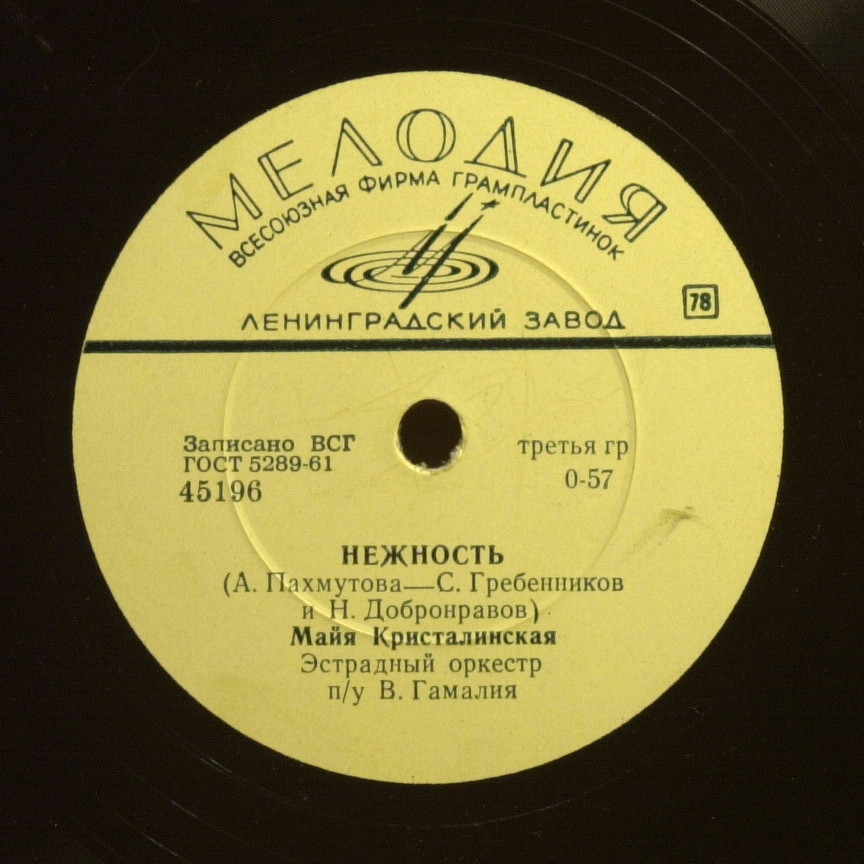 МЕЛОДИЯ
ВСЕСОЮЗНАЯ ФИРМА ГРАМПЛАСТИНОК
ЛЕНИНГРАДСКИЙ ЗАВОД
78
Записано ВСГ
ГОСТ 5289-61
45196
третья гр
0-57
НЕЖНОСТЬ
(А. Пахмутова—С. Гребенников
и Н. Добронравов)
Майя Кристалинская
Эстрадный оркестр
п/у В. Гамалия